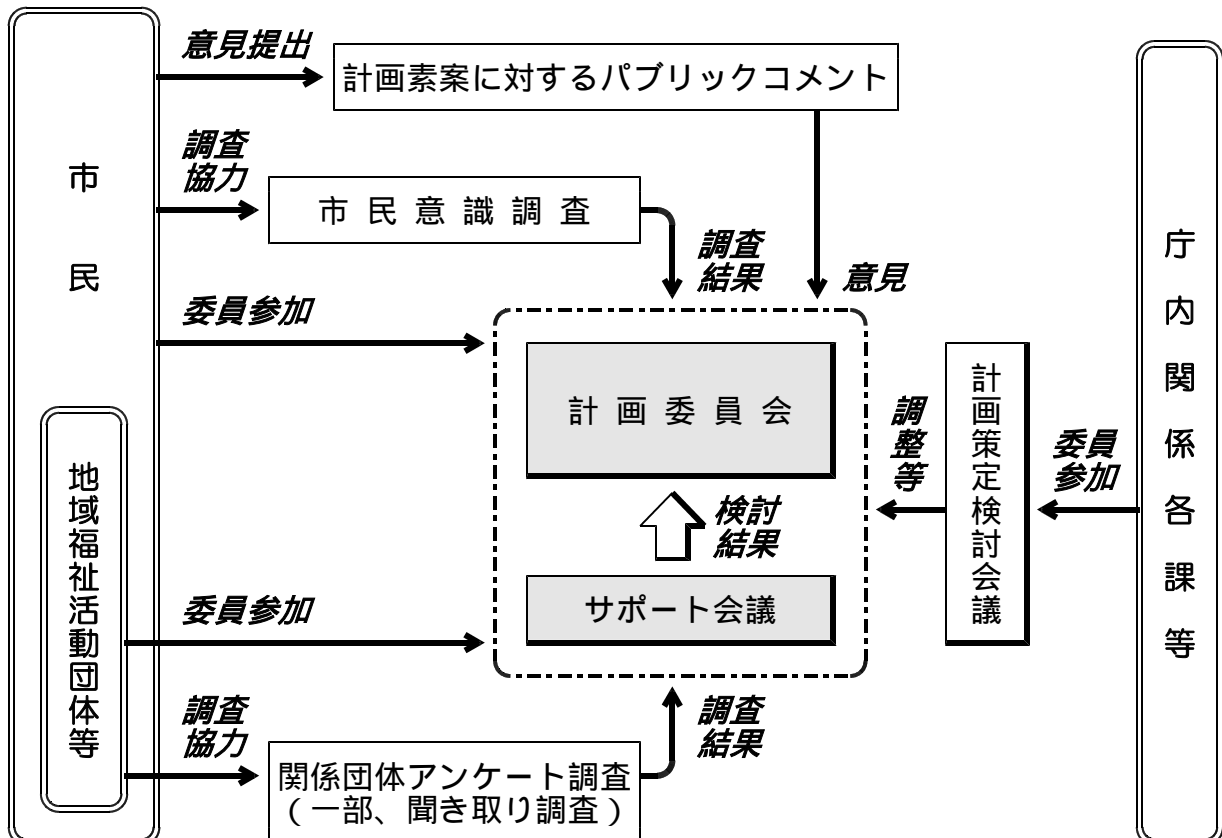 意見提出
計画素案に対するパブリックコメント
市民
調査
協力
市民意識調査
調査
結果
意見
委員参加
計画委員会
検討
結果
サポート会議
調整等
計画策定検討会議
委員
参加
庁内関係各課等
地域福祉活動団体等
委員参加
調査
協力
関係団体アンケート調査
（一部、聞き取り調査）
調査
結果